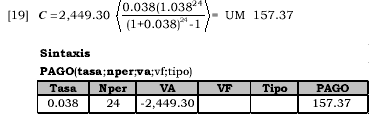 [19] C = 2,449.30 ⟨0.038(1.038^24 / (1+0.038)^24 -1⟩ = UM 157.37
Sintaxis
PAGO(tasa;nper;va;vf;tipo)
Tasa Nper VA VF Tipo PAGO
0.038 24 -2,449.30 157.37